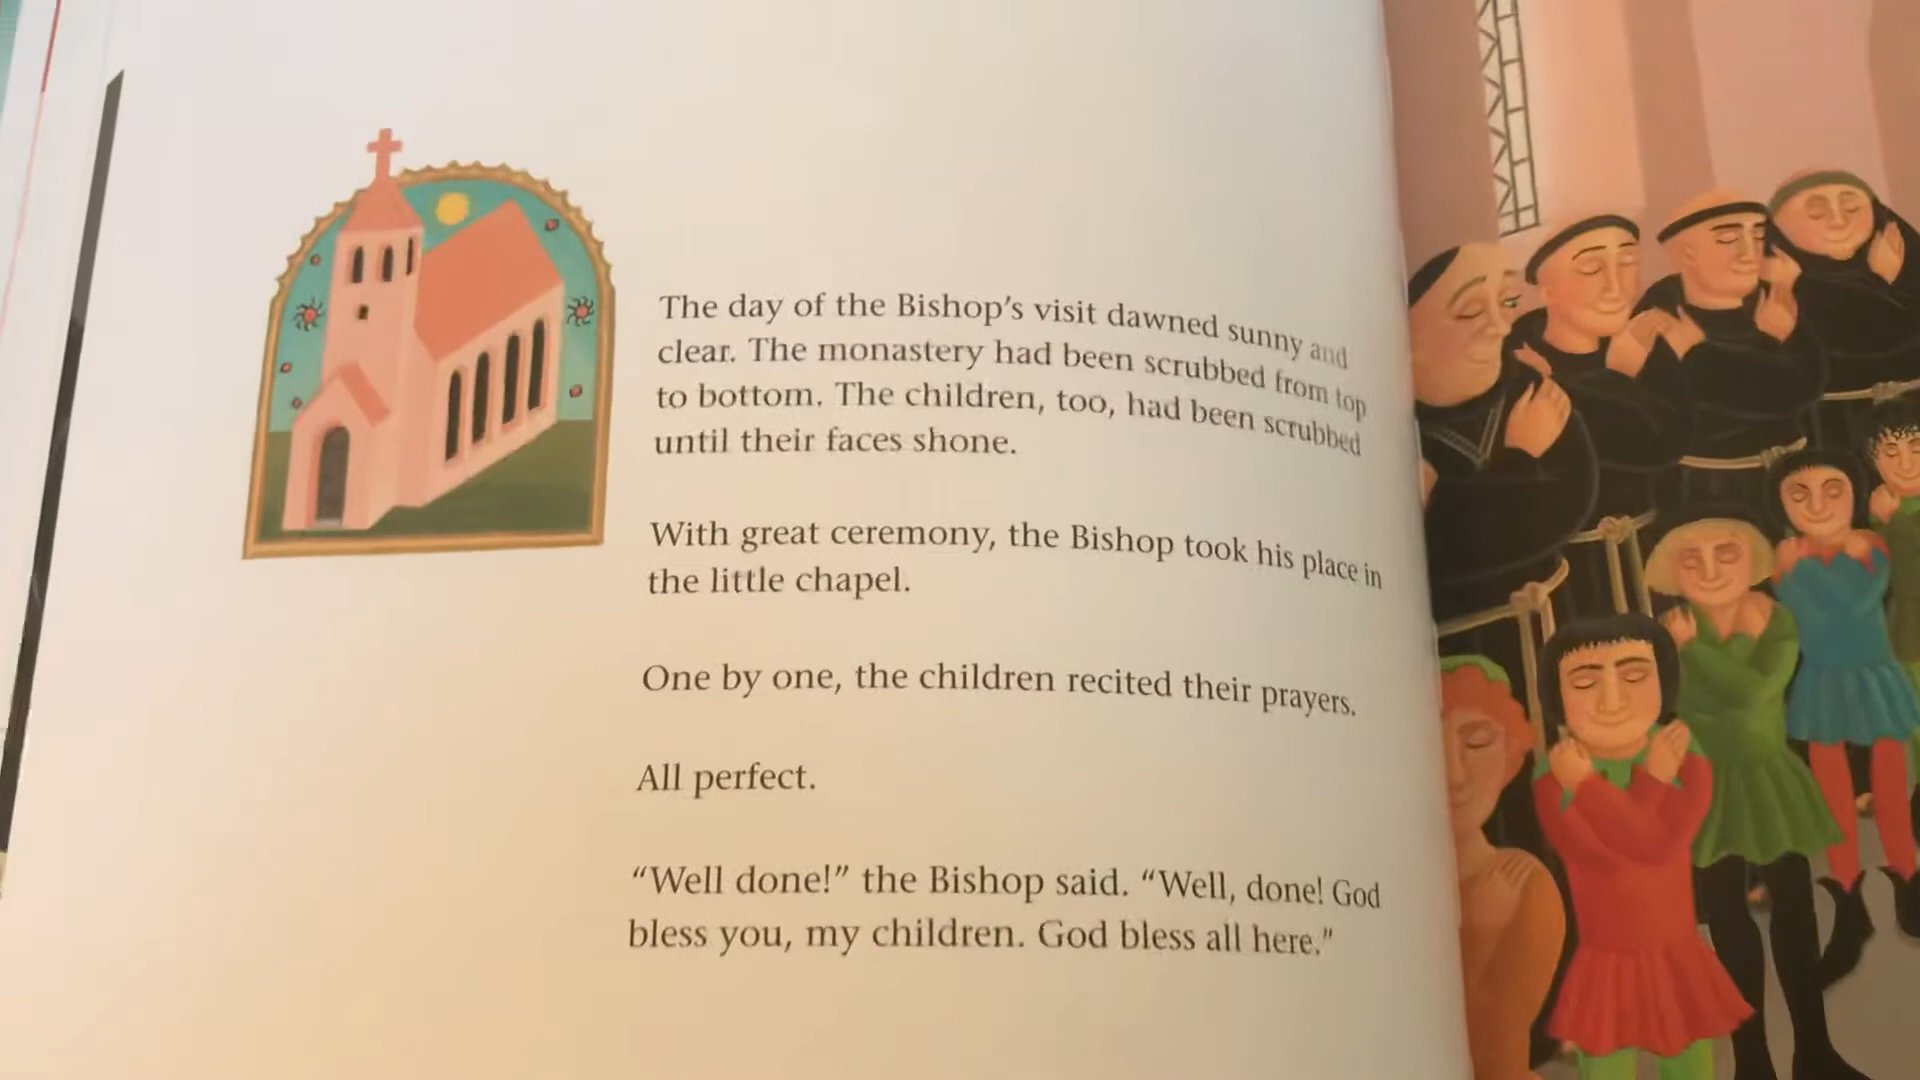 The day of the Bishop's visit dawned sunny and
clear. The monastery had been scrubbed from top
to bottom. The children, too, had been scrubbed
until their faces shone.
With great ceremony, the Bishop took his place in
the little chapel.
One by one, the children recited their prayers.
All perfect.
“Well done!” the Bishop said. “Well, done! God
bless you, my children. God bless all here.”